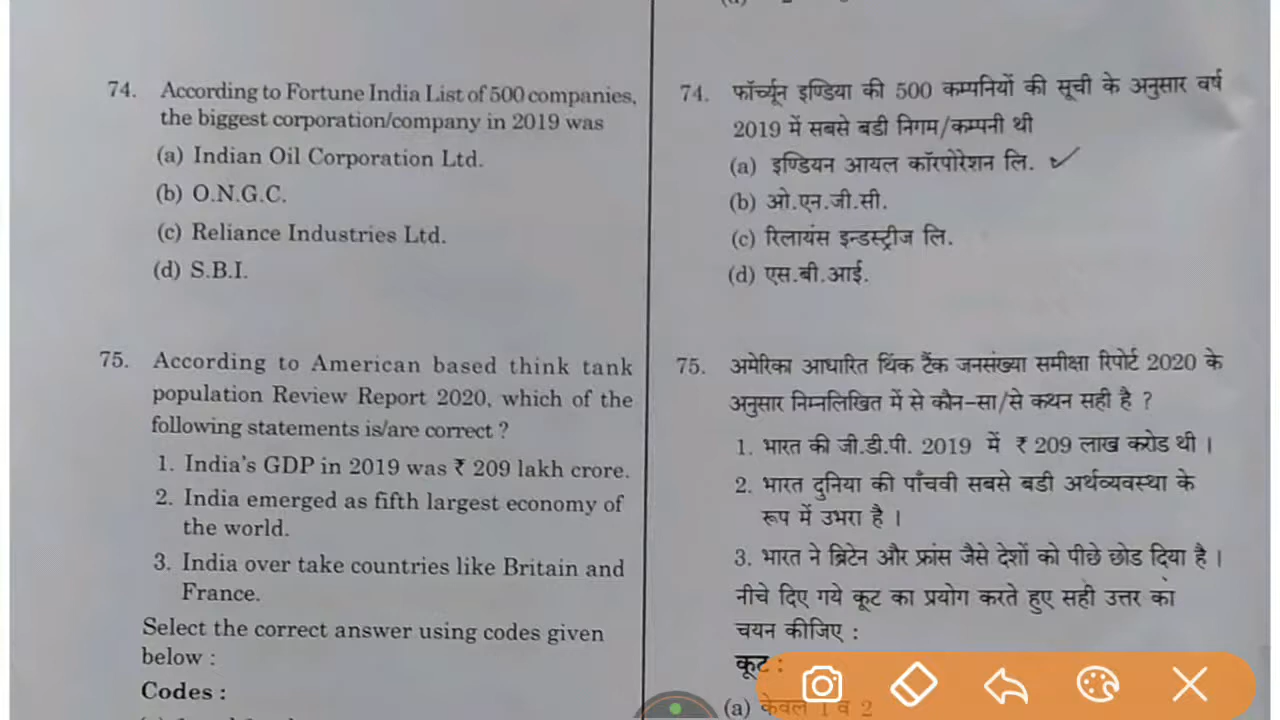 74. According to Fortune India List of 500 companies,
the biggest corporation/company in 2019 was
(a) Indian Oil Corporation Ltd.
(b) O.N.G.C.
(c) Reliance Industries Ltd.
(d) S.B.I.
75. According to American based think tank
population Review Report 2020, which of the
following statements is/are correct ?
1. India's GDP in 2019 was ₹ 209 lakh crore.
2. India emerged as fifth largest economy of
the world.
3. India over take countries like Britain and
France.
Select the correct answer using codes given
below :
Codes :
74. फॉर्च्यून इण्डिया की 500 कम्पनियों की सूची के अनुसार वर्ष
2019 में सबसे बडी निगम/कम्पनी थी
(a) इण्डियन आयल कॉरपोरेशन लि.
(b) ओ.एन.जी.सी.
(c) रिलायंस इन्डस्ट्रीज लि.
(d) एस.बी.आई.
75. अमेरिका आधारित थिंक टैंक जनसंख्या समीक्षा रिपोर्ट 2020 के
अनुसार निम्नलिखित में से कौन-सा/से कथन सही है ?
1. भारत की जी.डी.पी. 2019 में ₹ 209 लाख करोड थी ।
2. भारत दुनिया की पाँचवी सबसे बडी अर्थव्यवस्था के
रूप में उभरा है ।
3. भारत ने ब्रिटेन और फ्रांस जैसे देशों को पीछे छोड दिया है ।
नीचे दिए गये कूट का प्रयोग करते हुए सही उत्तर का
चयन कीजिए :
कूट :
(a) केवल 1 व 2